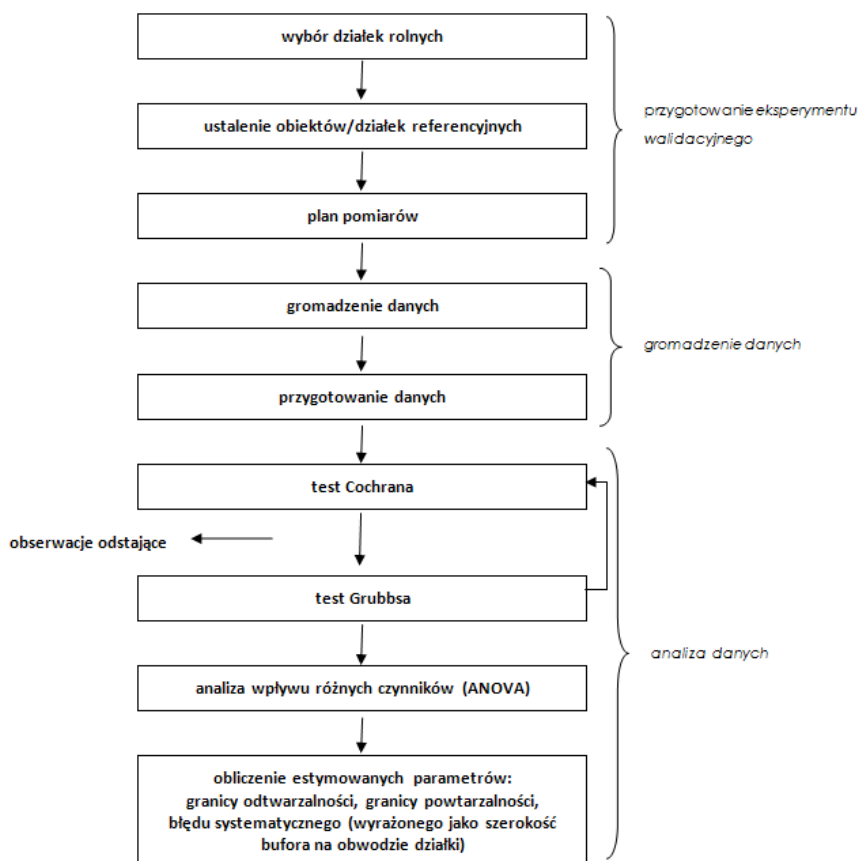 wybór działek rolnych
ustalenie obiektów/działek referencyjnych
przygotowanie eksperymentu
walidacyjnego
plan pomiarów
gromadzenie danych
gromadzenie danych
przygotowanie danych
test Cochrana
obserwacje odstające
test Grubbsa
analiza danych
analiza wpływu różnych czynników (ANOVA)
obliczenie estymowanych parametrów:
granicy odtwarzalności, granicy powtarzalności,
błędu systematycznego (wyrażonego jako szerokość
bufora na obwodzie działki)